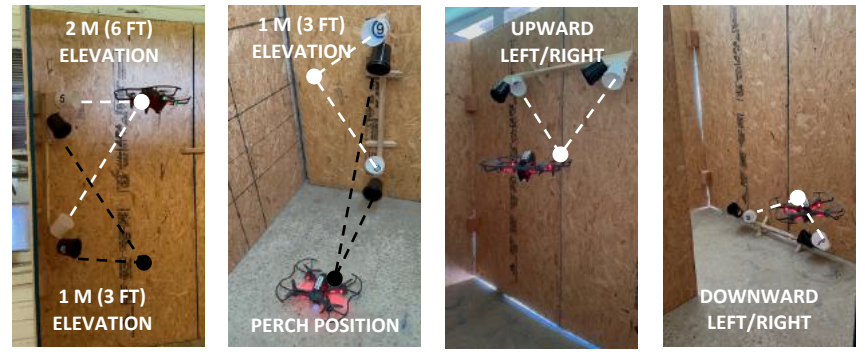 2 M (6 FT)
ELEVATION
1 M (3 FT)
ELEVATION
1 M (3 FT)
ELEVATION
PERCH POSITION
UPWARD
LEFT/RIGHT
DOWNWARD
LEFT/RIGHT